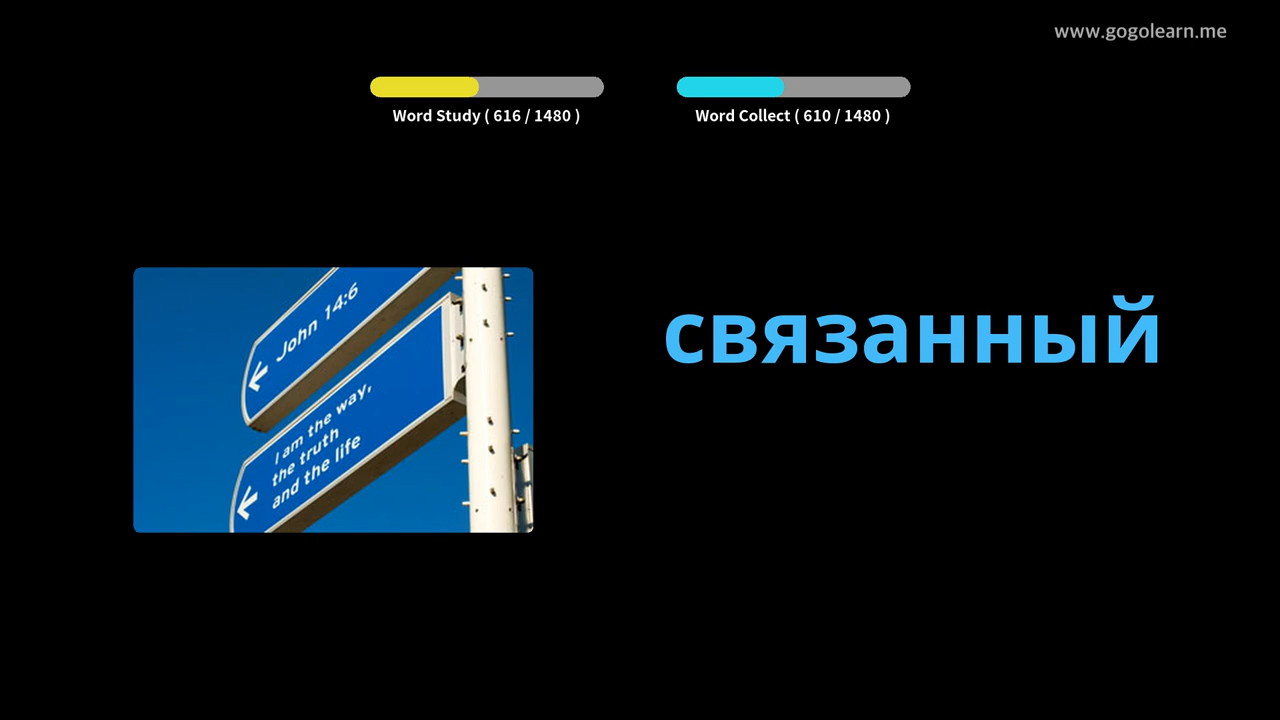 www.gogolearn.me
Word Study ( 616 / 1480 )
Word Collect ( 610 / 1480 )
John 14:6
I am the way,
the truth
and the life
связанный